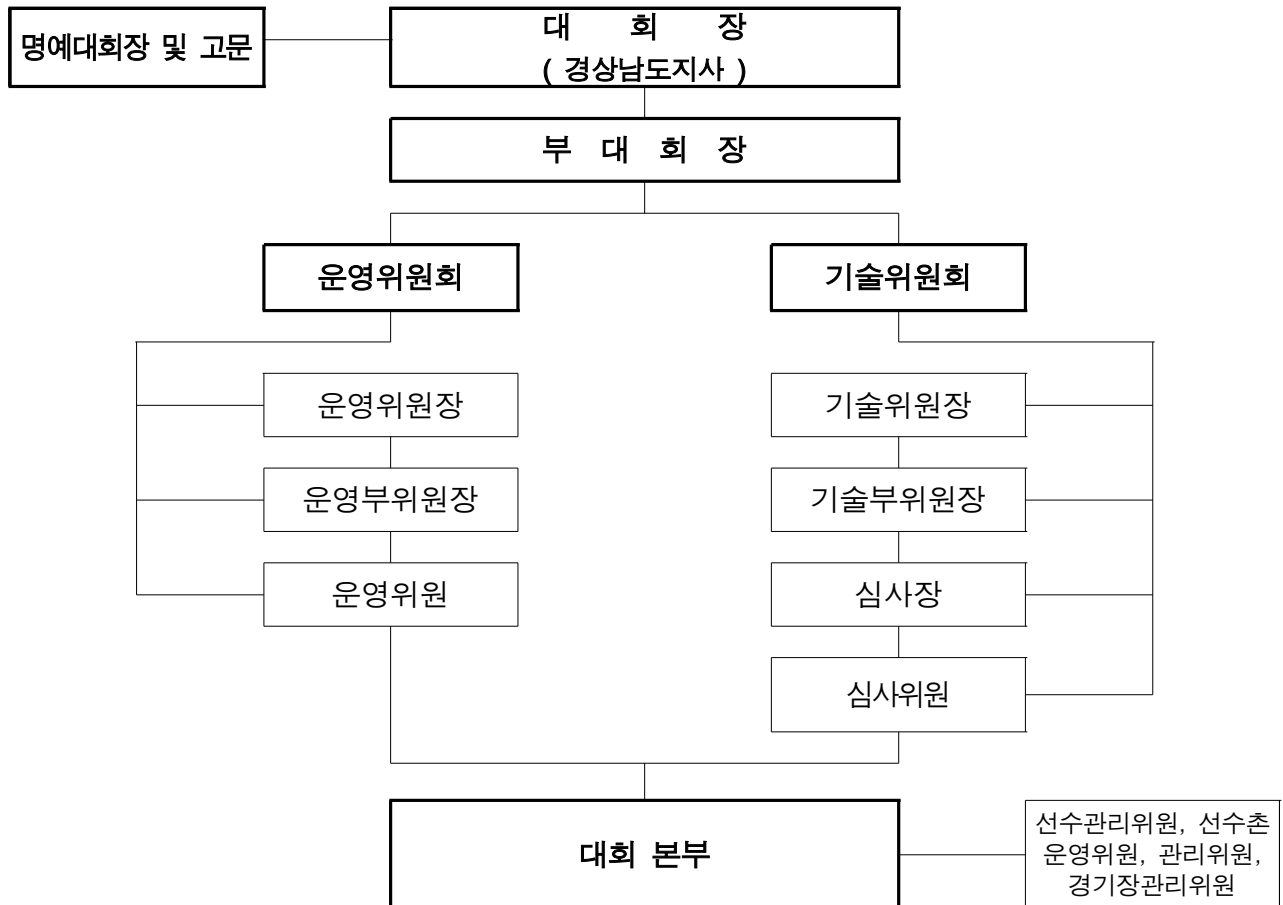 명예대회장 및 고문
대 회 장
( 경상남도지사 )
부 대 회 장
운영위원회
기술위원회
운영위원장
기술위원장
운영부위원장
기술부위원장
운영위원
심사장
심사위원
대회 본부
선수관리위원, 선수촌
운영위원, 관리위원,
경기장관리위원